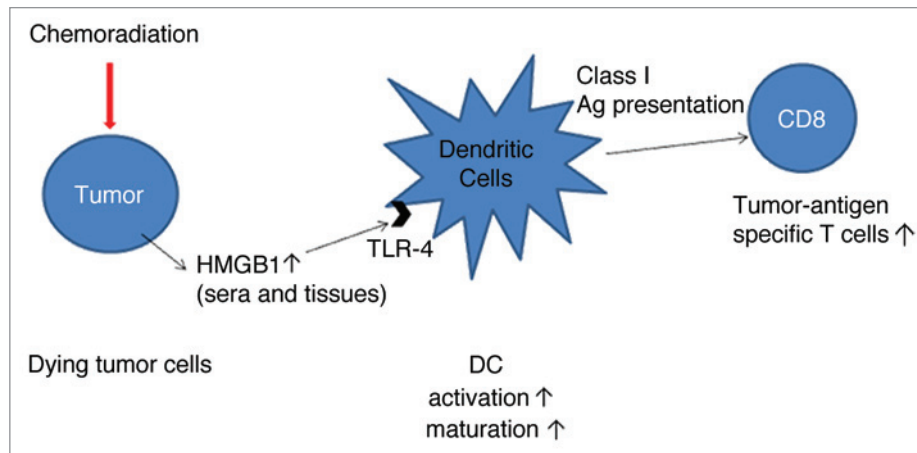 Chemoradiation
Tumor
HMGB1↑
(sera and tissues)
TLR-4
Dendritic
Cells
Class I
Ag presentation
CD8
Tumor-antigen
specific T cells ↑
Dying tumor cells
DC
activation ↑
maturation ↑